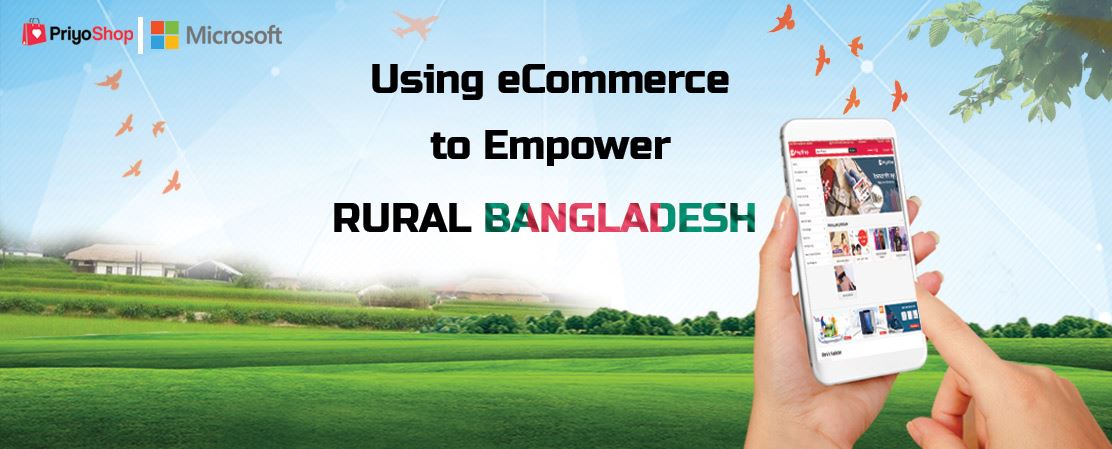 PriyoShop
Microsoft
Using eCommerce
to Empower
RURAL BANGLADESH